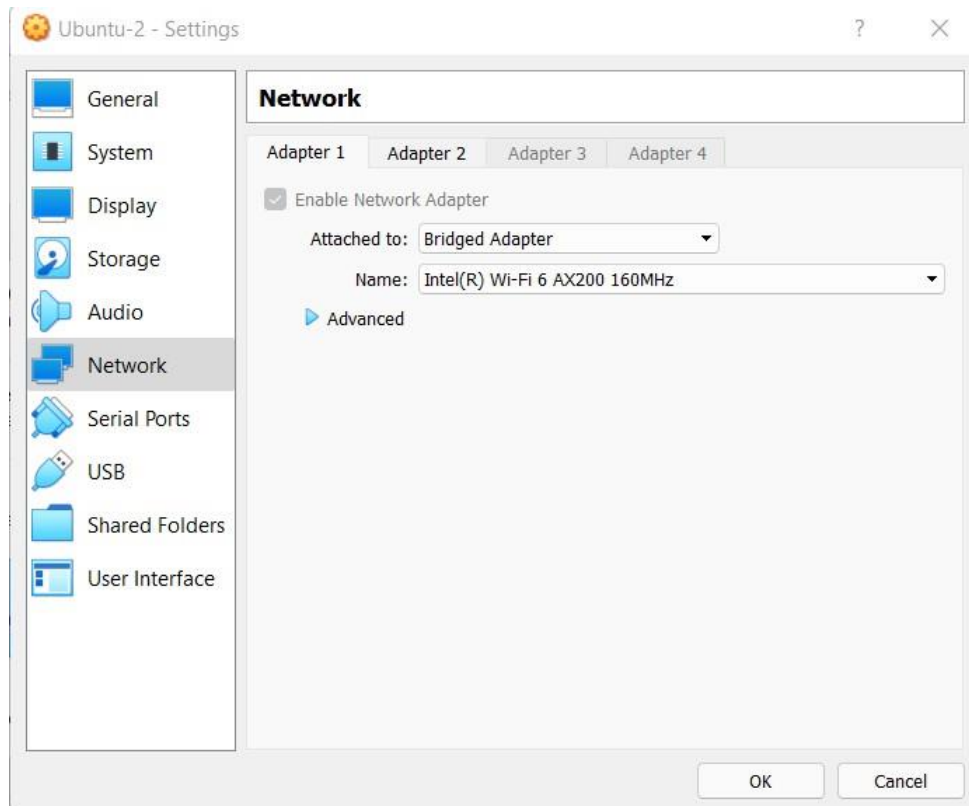 Ubuntu-2 - Settings
?
General
System
Display
Storage
Audio
Network
Serial Ports
USB
Shared Folders
User Interface
Network
Adapter 1 Adapter 2 Adapter 3 Adapter 4
Enable Network Adapter
Attached to: Bridged Adapter
Name: Intel(R) Wi-Fi 6 AX200 160MHz
Advanced
OK Cancel